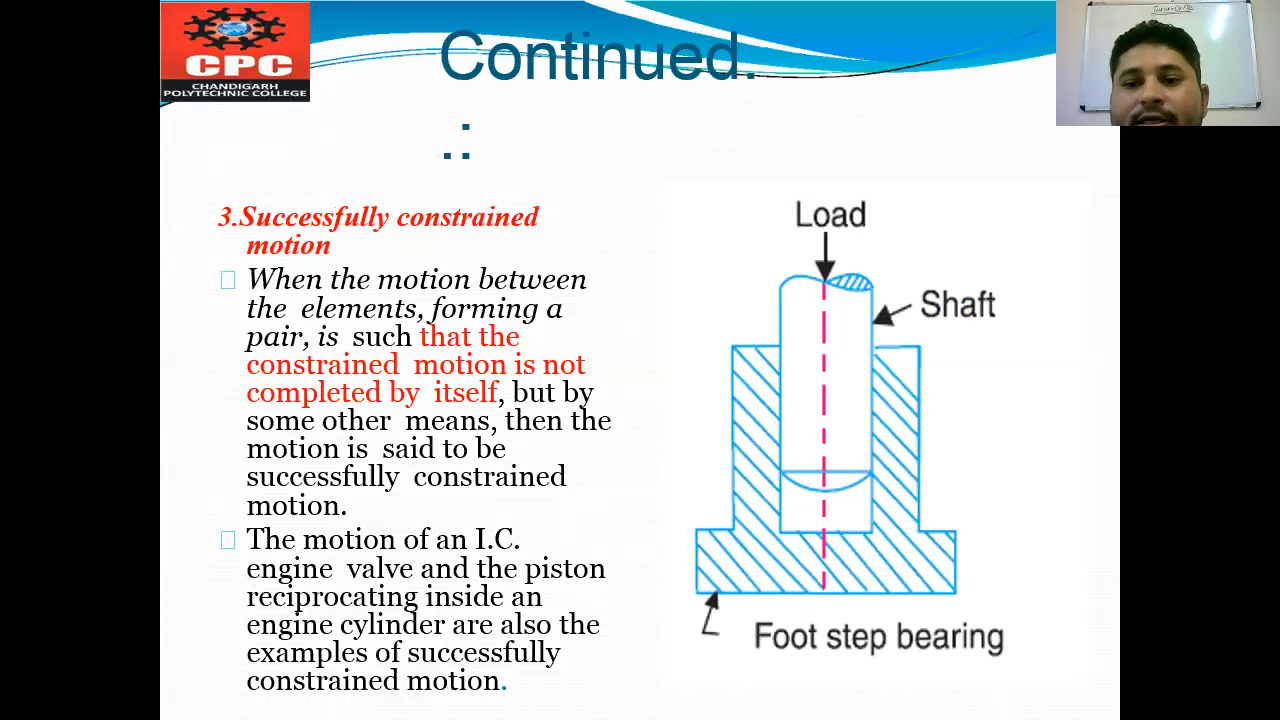 CPC
CHANDIGARH
POLYTECHNIC COLLEGE
Continued.
..
3.Successfully constrained
motion
When the motion between
the elements, forming a
pair, is such that the
constrained motion is not
completed by itself, but by
some other means, then the
motion is said to be
successfully constrained
motion.
The motion of an I.C.
engine valve and the piston
reciprocating inside an
engine cylinder are also the
examples of successfully
constrained motion.
Load
Shaft
Foot step bearing